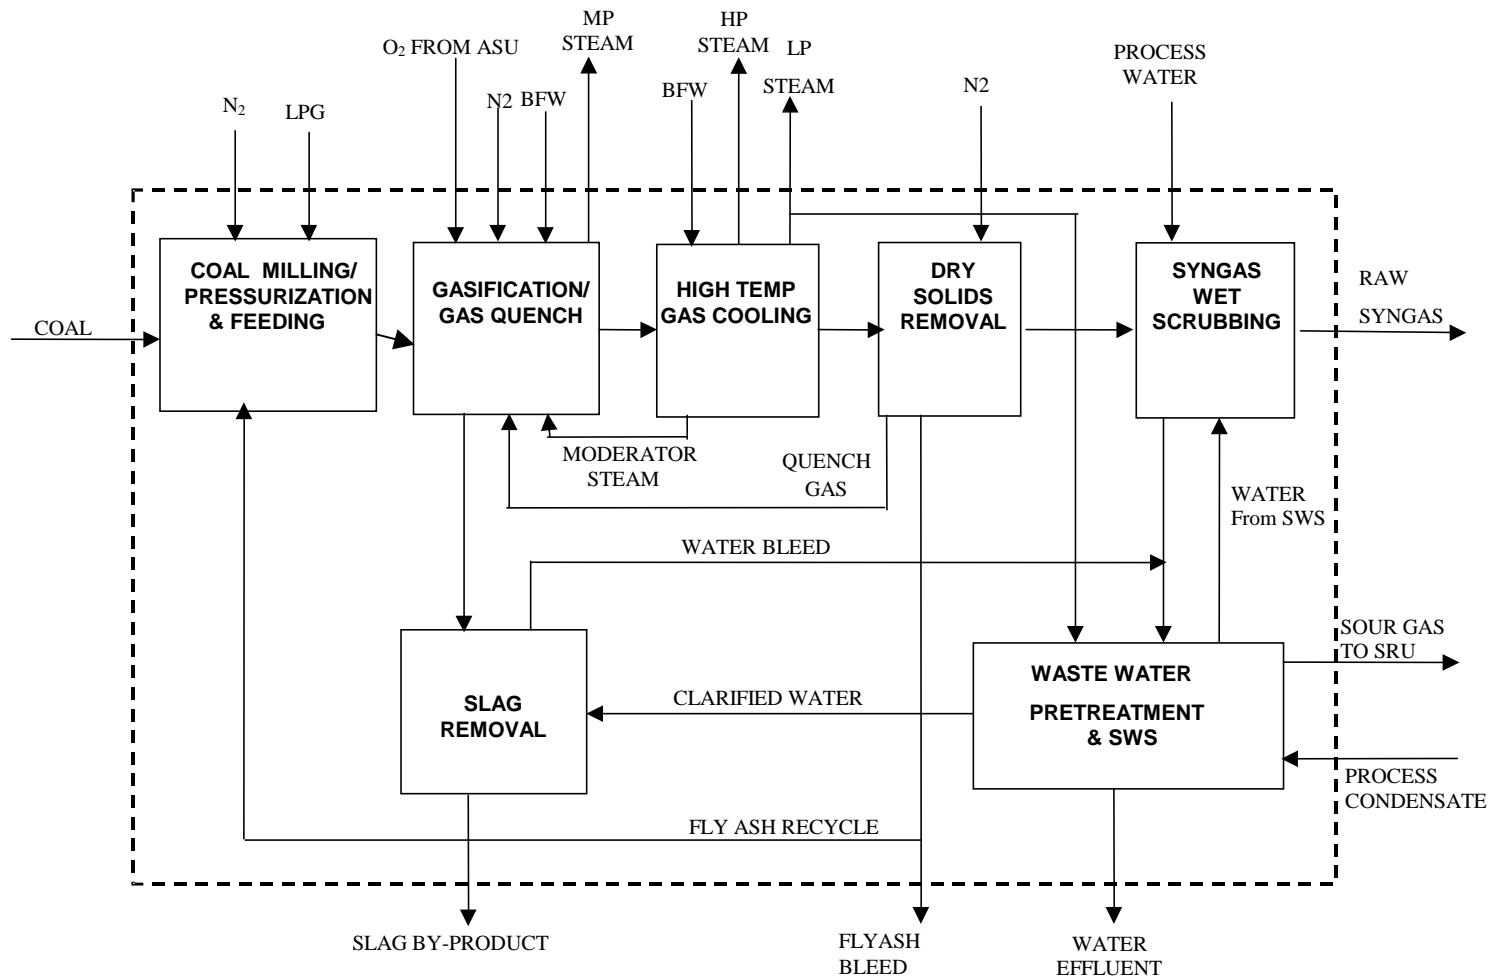 MP
STEAM
HP
STEAM
LP
STEAM
O₂ FROM ASU
PROCESS
WATER
N₂
LPG
N2
BFW
BFW
N2
COAL MILLING/
PRESSURIZATION
& FEEDING
GASIFICATION/
GAS QUENCH
HIGH TEMP
GAS COOLING
DRY
SOLIDS
REMOVAL
SYNGAS
WET
SCRUBBING
RAW
SYNGAS
COAL
MODERATOR
STEAM
QUENCH
GAS
WATER
From SWS
WATER BLEED
SOUR GAS
TO SRU
SLAG
REMOVAL
CLARIFIED WATER
WASTE WATER
PRETREATMENT
& SWS
PROCESS
CONDENSATE
FLY ASH RECYCLE
SLAG BY-PRODUCT
FLYASH
BLEED
WATER
EFFLUENT